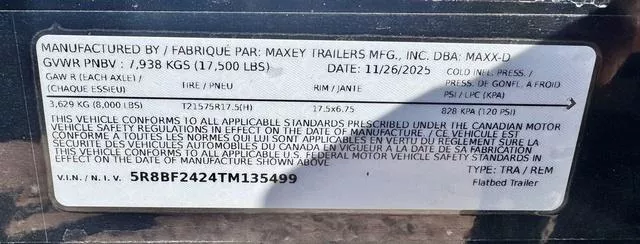 MANUFACTURED BY / FABRIQUÉ PAR: MAXEY TRAILERS MFG., INC. DBA: MAXX-D
GVWR PNBV : 7,938 KGS (17,500 LBS) DATE: 11/26/2025 COLD INFL. PRESS. /
GAW R (EACH AXLE) / TIRE / PNEU RIM / JANTE PRESS. DE GONFL. A FROID
(CHAQUE ESSIEU) PSI / LPC (KPA)
3,629 KG (8,000 LBS) T21575R17.5(H) 17.5x6.75 828 KPA (120 PSI)
THIS VEHICLE CONFORMS TO ALL APPLICABLE STANDARDS PRESCRIBED UNDER THE CANADIAN MOTOR
VEHICLE SAFETY REGULATIONS IN EFFECT ON THE DATE OF MANUFACTURE. / CE VÉHICULE EST
CONFORME A TOUTES LES NORMES QUI LUI SONT APPLICABLES EN VERTU DU RÈGLEMENT SUR LA
SECURITE DES VEHICULES AUTOMOBILES DU CANADA EN VIGUEUR A LA DATE DE SA FABRICATION
THIS VEHICLE CONFORMS TO ALL APPLICABLE U.S. FEDERAL MOTOR VEHICLE SAFETY STANDARDS IN
EFFECT ON THE DATE OF MANUFACTURE SHOWN ABOVE.
V.I.N. / N.I.V. 5R8BF2424TM135499 TYPE: TRA / REM
Flatbed Trailer